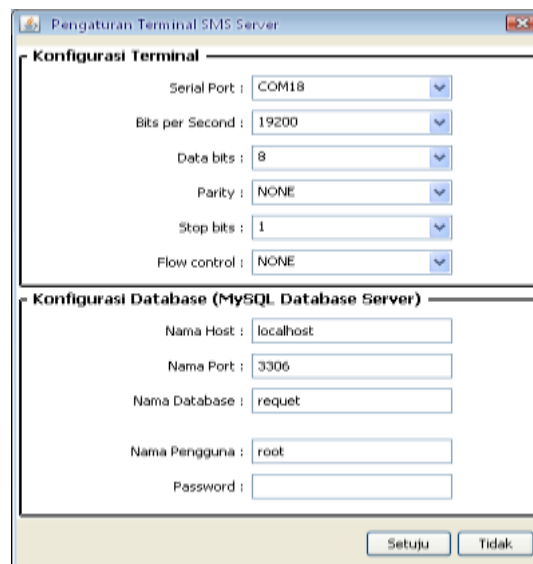 Pengaturan Terminal SMS Server
Konfigurasi Terminal
Serial Port : COM18
Bits per Second : 19200
Data bits : 8
Parity : NONE
Stop bits : 1
Flow control : NONE
Konfigurasi Database (MySQL Database Server)
Nama Host : localhost
Nama Port : 3306
Nama Database : requet
Nama Pengguna : root
Password :
Setuju Tidak